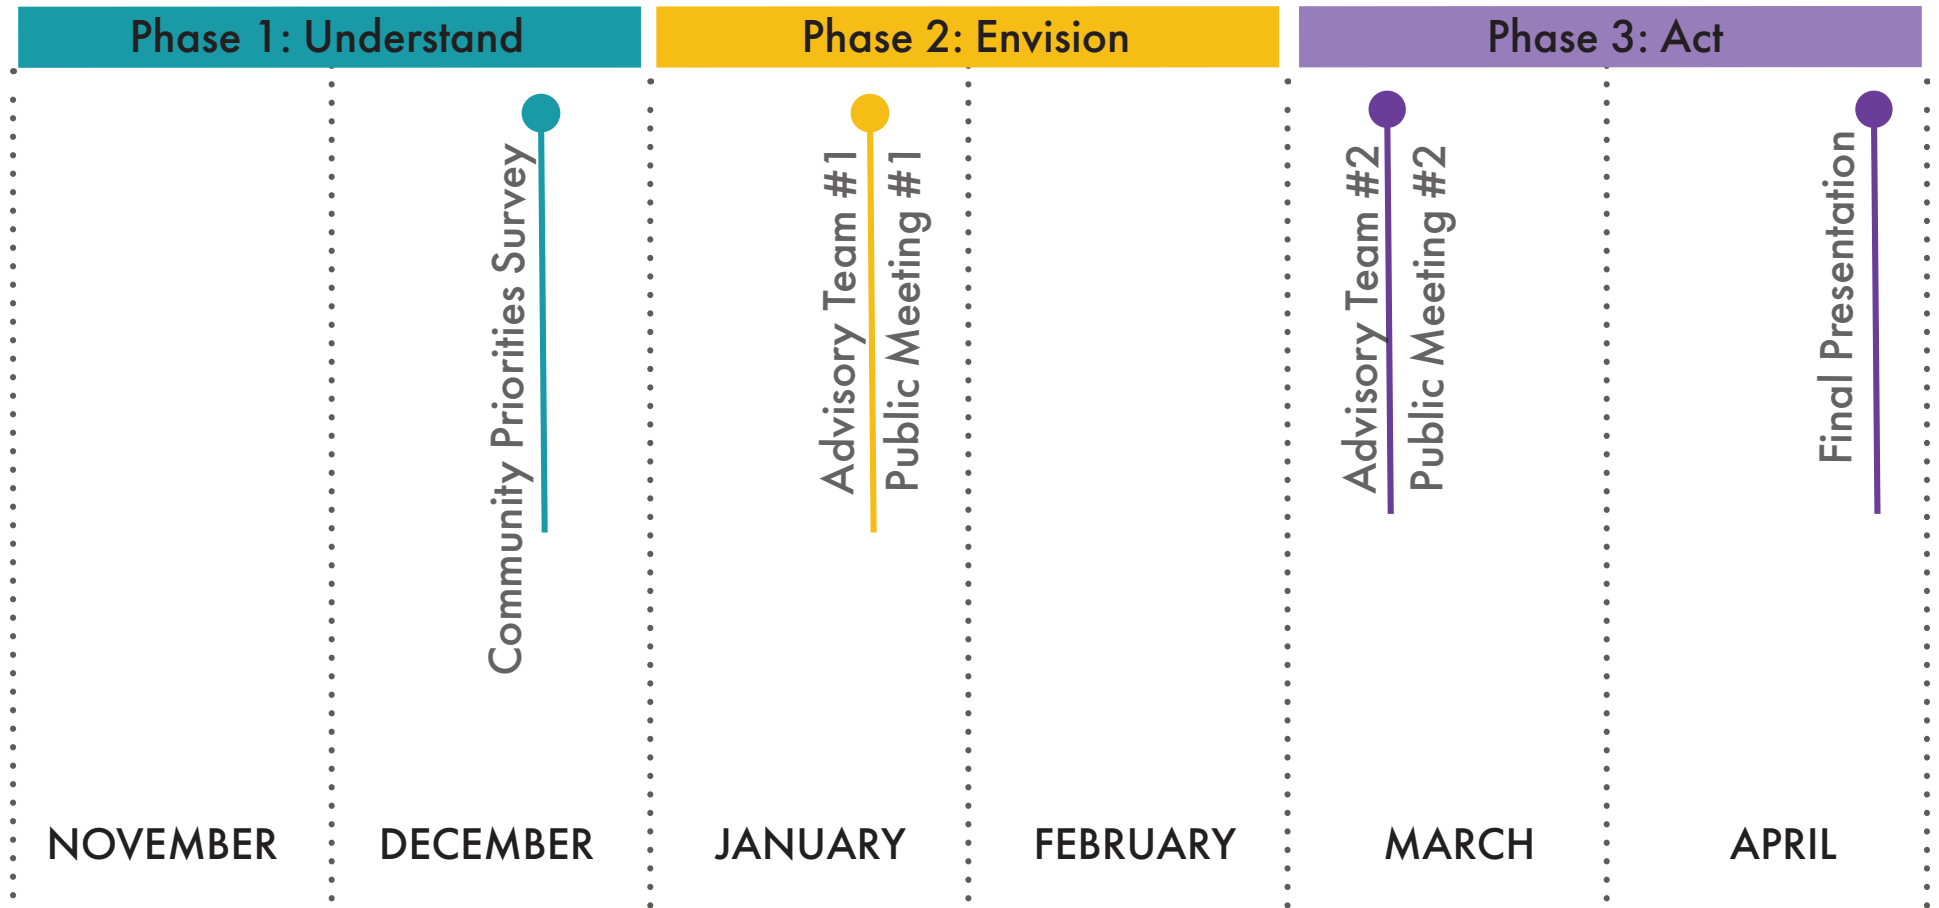 Phase 1: Understand
Phase 2: Envision
Phase 3: Act
Community Priorities Survey
Advisory Team #1
Public Meeting #1
Advisory Team #2
Public Meeting #2
Final Presentation
NOVEMBER
DECEMBER
JANUARY
FEBRUARY
MARCH
APRIL